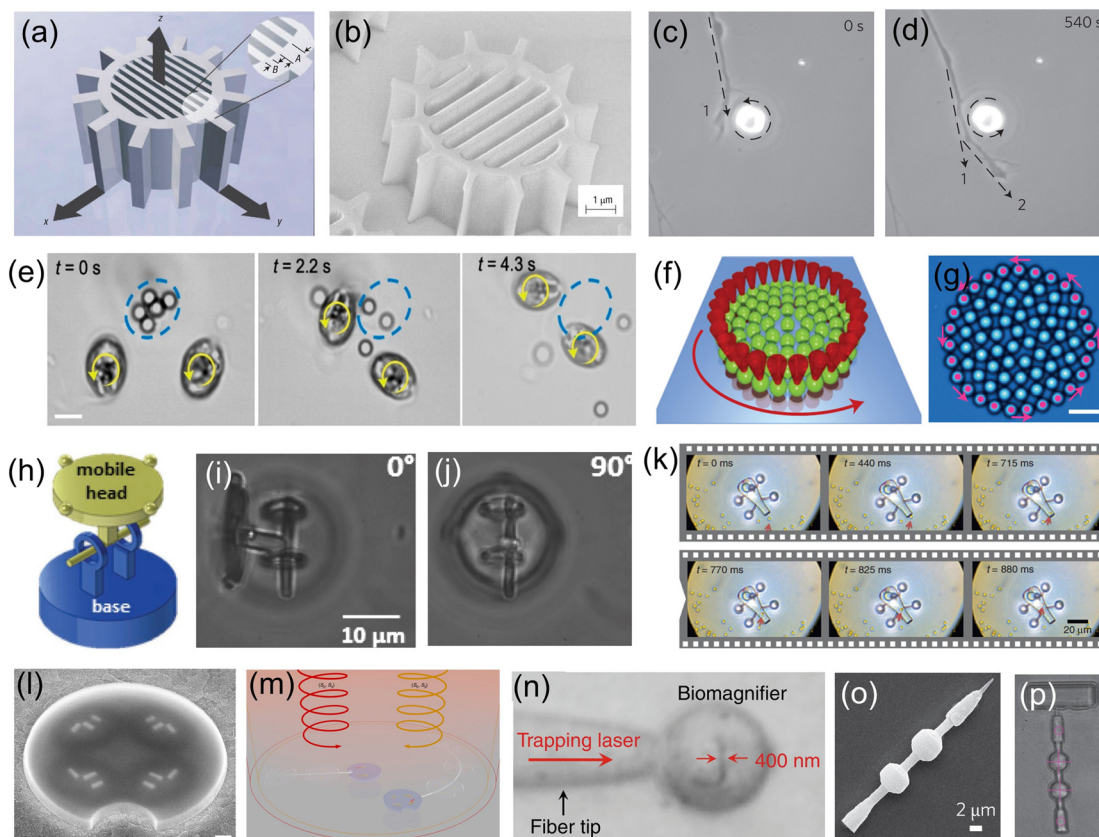 (a)
z
B
A
x
y
(b)
1 µm
(c)
0 s
1
(d)
540 s
1
2
(e)
t = 0 s
t = 2.2 s
t = 4.3 s
(f)
(g)
(h)
mobile
head
base
(i)
0°
10 µm
(j)
90°
(k)
t = 0 ms
t = 440 ms
t = 715 ms
t = 770 ms
t = 825 ms
t = 880 ms
20 µm
(l)
(m)
(n)
Biomagnifier
Trapping laser
400 nm
Fiber tip
(o)
2 µm
(p)